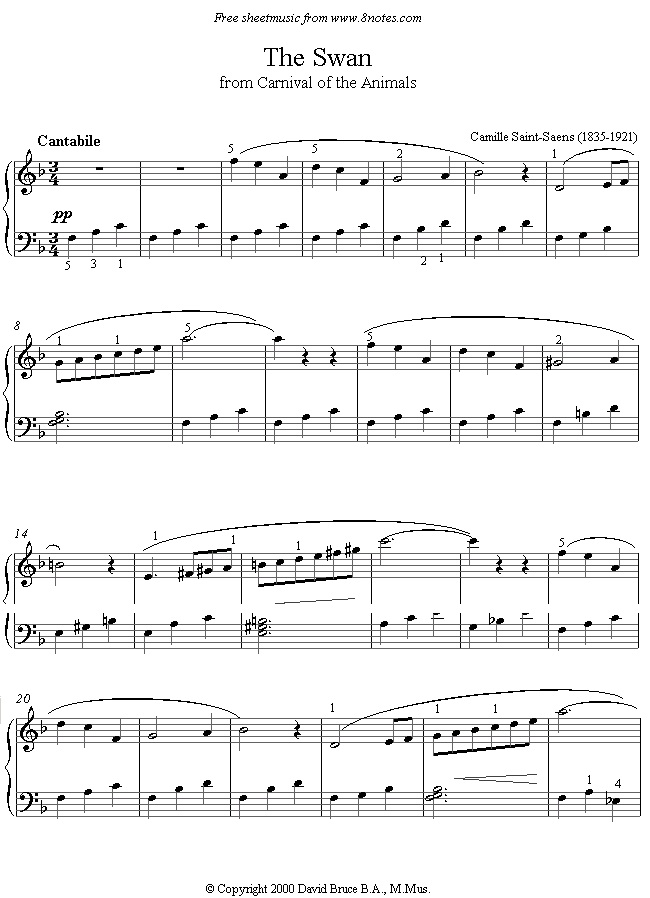 Free sheetmusic from www.8notes.com
The Swan
from Carnival of the Animals
Cantabile
Camille Saint-Saens (1835-1921)
5 5 2 1
3 4
pp
3 4
5 3 1 2 1
8 1 1 5 5 2
14 1 1 1 5
20 1 1 1
1 4
© Copyright 2000 David Bruce B.A., M.Mus.